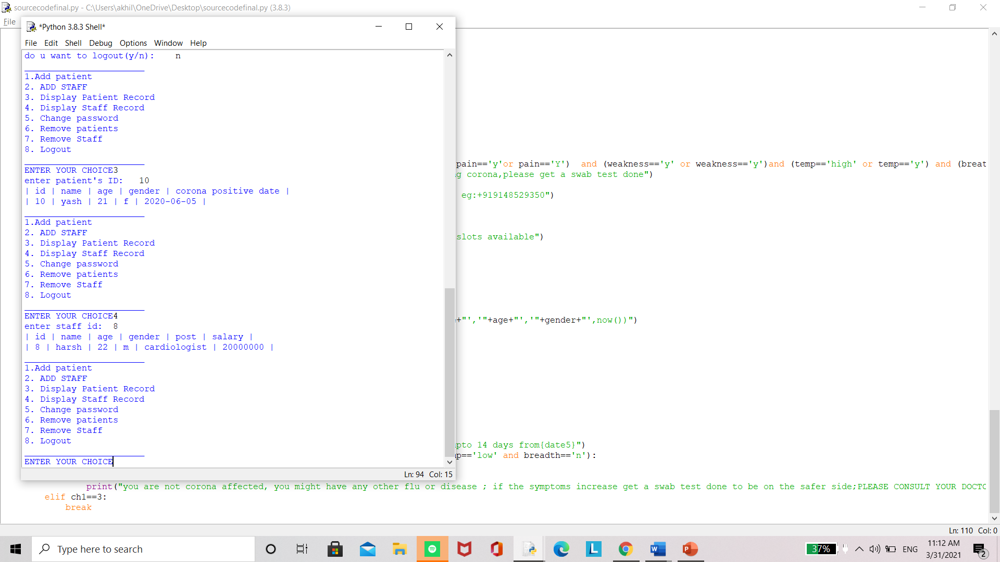 sourcecodefinal.py - C:\Users\akhil\OneDrive\Desktop\sourcecodefinal.py (3.8.3)
File
*Python 3.8.3 Shell*
File Edit Shell Debug Options Window Help
do u want to logout(y/n):    n
_______________________
1.Add patient
2. ADD STAFF
3. Display Patient Record
4. Display Staff Record
5. Change password
6. Remove patients
7. Remove Staff
8. Logout
_______________________
ENTER YOUR CHOICE3
enter patient's ID:   10
| id | name | age | gender | corona positive date |
| 10 | yash | 21 | f | 2020-06-05 |
_______________________
1.Add patient
2. ADD STAFF
3. Display Patient Record
4. Display Staff Record
5. Change password
6. Remove patients
7. Remove Staff
8. Logout
_______________________
ENTER YOUR CHOICE4
enter staff id:  8
| id | name | age | gender | post | salary |
| 8 | harsh | 22 | m | cardiologist | 20000000 |
_______________________
1.Add patient
2. ADD STAFF
3. Display Patient Record
4. Display Staff Record
5. Change password
6. Remove patients
7. Remove Staff
8. Logout
_______________________
ENTER YOUR CHOICE
Ln: 94 Col: 15
pain=='y'or pain=='Y')  and (weakness=='y' or weakness=='y')and (temp=='high' or temp=='y') and (breat
g corona,please get a swab test done")
eg:+919148529350")
slots available")
+"','"+age+"','"+gender+"',now())")
pto 14 days from{date5}")
p=='low' and breadth=='n'):
print("you are not corona affected, you might have any other flu or disease ; if the symptoms increase get a swab test done to be on the safer side;PLEASE CONSULT YOUR DOCTO
elif ch1==3:
break
Ln: 110 Col: 0
Type here to search
37%
ENG
11:12 AM
3/31/2021
2